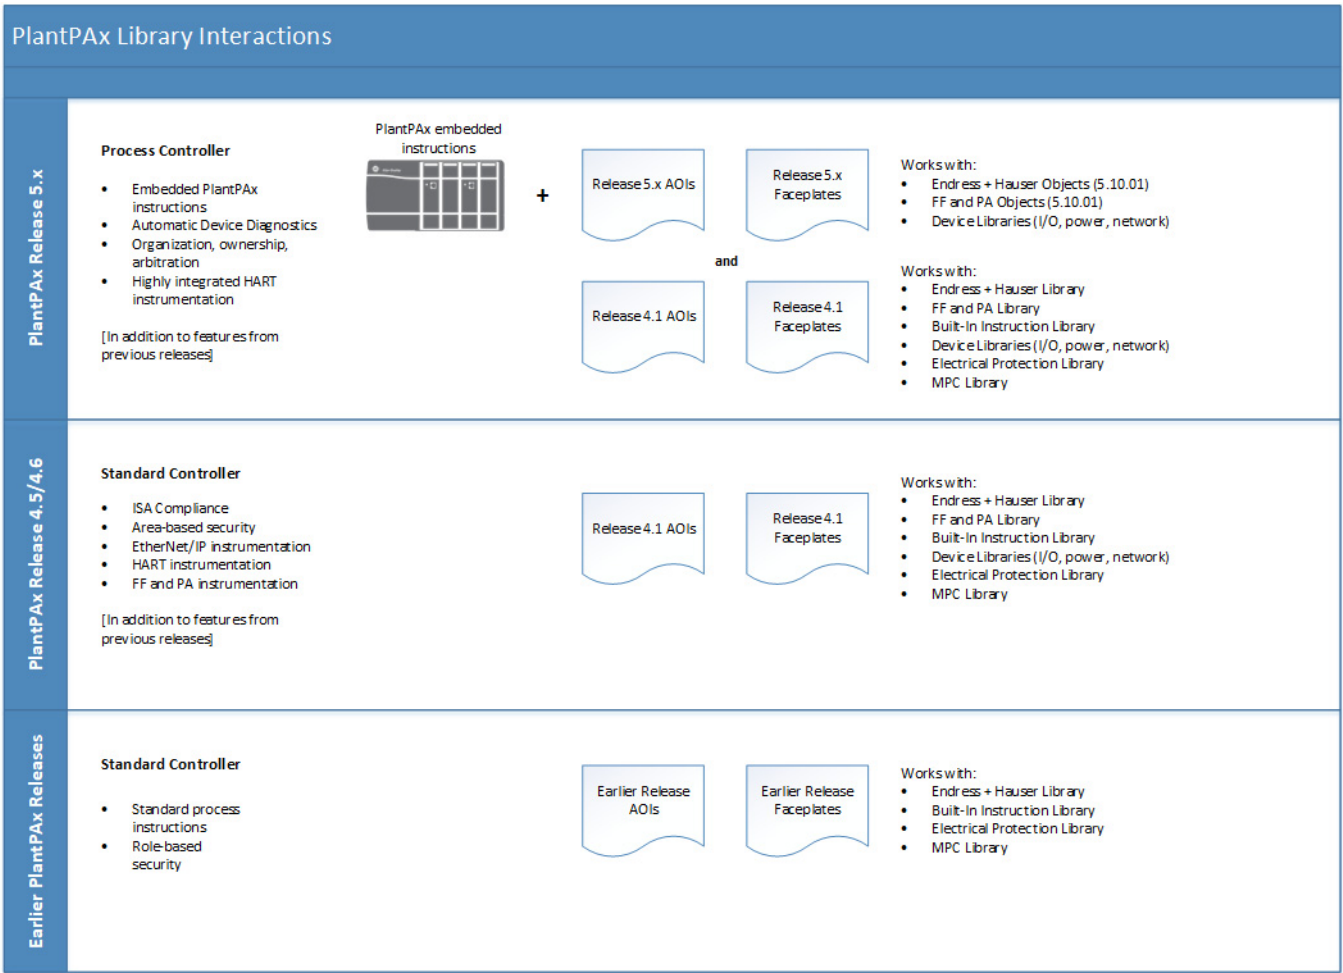 PlantPAx Library Interactions
PlantPAx Release 5.x
Process Controller
• Embedded PlantPAx
instructions
• Automatic Device Diagnostics
• Organization, ownership,
arbitration
• Highly integrated HART
instrumentation
[In addition to features from
previous releases]
PlantPAx embedded
instructions
+
Release 5.x AOIs
Release 5.x
Faceplates
Works with:
• Endress + Hauser Objects (5.10.01)
• FF and PA Objects (5.10.01)
• Device Libraries (I/O, power, network)
and
Release 4.1 AOIs
Release 4.1
Faceplates
Works with:
• Endress + Hauser Library
• FF and PA Library
• Built-In Instruction Library
• Device Libraries (I/O, power, network)
• Electrical Protection Library
• MPC Library
PlantPAx Release 4.5/4.6
Standard Controller
• ISA Compliance
• Area-based security
• EtherNet/IP instrumentation
• HART instrumentation
• FF and PA instrumentation
[In addition to features from
previous releases]
Release 4.1 AOIs
Release 4.1
Faceplates
Works with:
• Endress + Hauser Library
• FF and PA Library
• Built-In Instruction Library
• Device Libraries (I/O, power, network)
• Electrical Protection Library
• MPC Library
Earlier PlantPAx Releases
Standard Controller
• Standard process
instructions
• Role-based
security
Earlier Release
AOIs
Earlier Release
Faceplates
Works with:
• Endress + Hauser Library
• Built-In Instruction Library
• Electrical Protection Library
• MPC Library